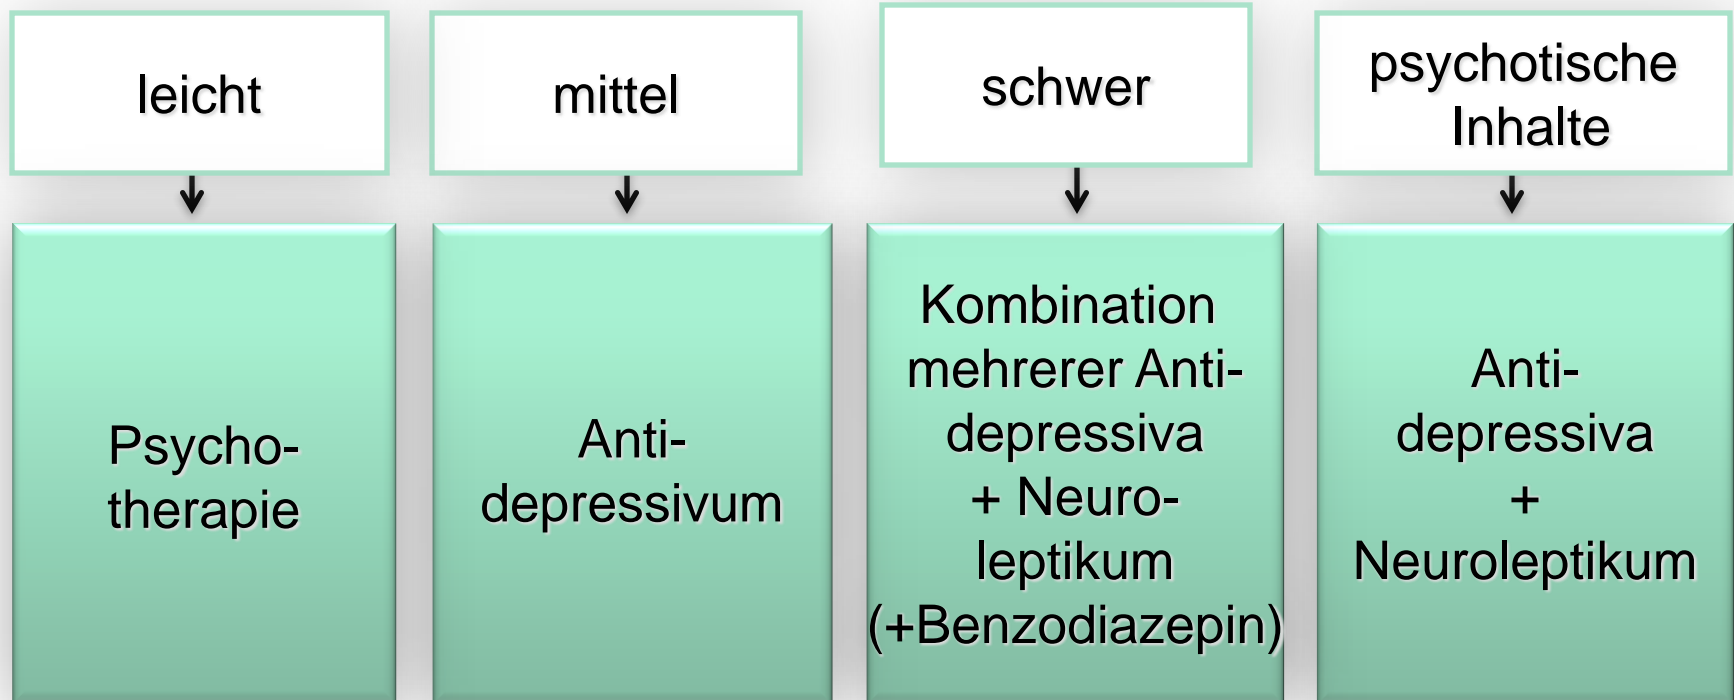 leicht
mittel
schwer
psychotische
Inhalte
Psycho-
therapie
Anti-
depressivum
Kombination
mehrerer Anti-
depressiva
+ Neuro-
leptikum
(+Benzodiazepin)
Anti-
depressiva
+
Neuroleptikum